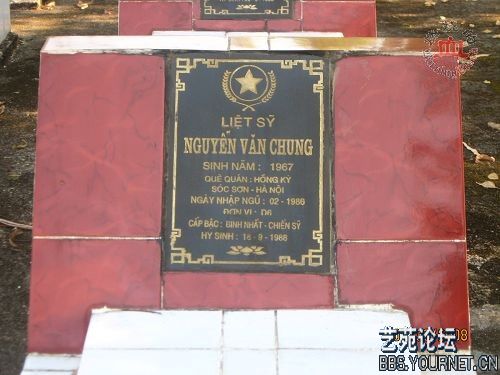 LIỆT SỸ
NGUYỄN VĂN CHUNG
SINH NĂM : 1967
QUÊ QUÁN : HỒNG KỲ
SÓC SƠN - HÀ NỘI
NGÀY NHẬP NGŨ : 02 - 1986
ĐƠN VỊ : D6
CẤP BẬC : BINH NHẤT - CHIẾN SỸ
HY SINH : 18 - 9 - 1988
艺苑论坛
BBS.YOURNET.CN